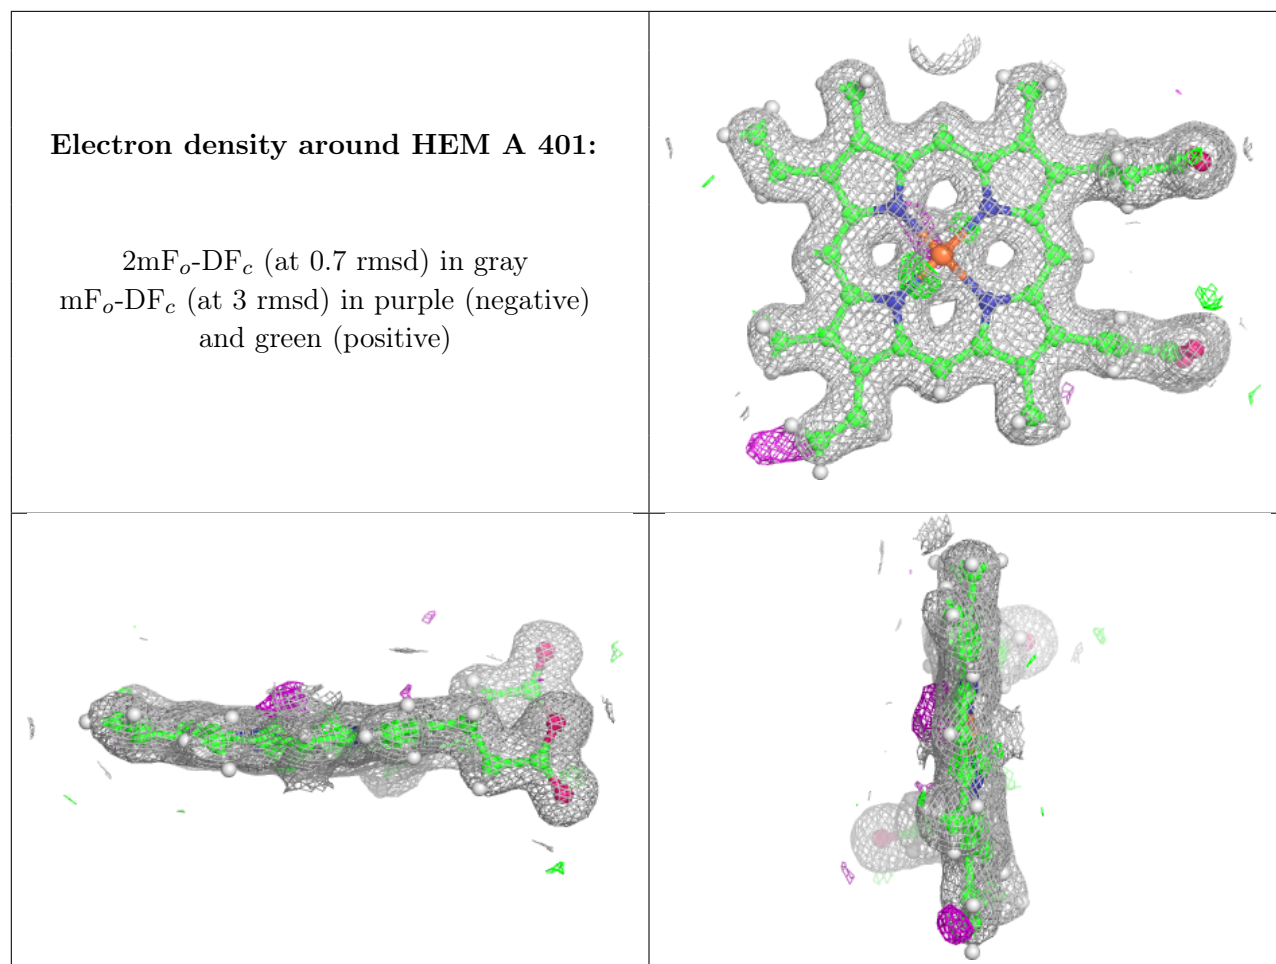 Electron density around HEM A 401:
2mFo-DFc (at 0.7 rmsd) in gray
mFo-DFc (at 3 rmsd) in purple (negative)
and green (positive)